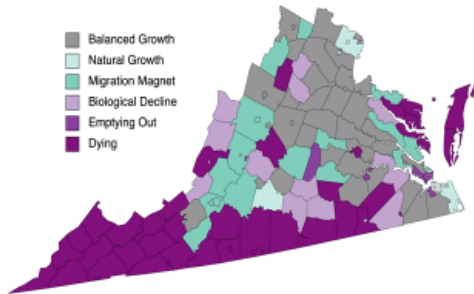 Balanced Growth
Natural Growth
Migration Magnet
Biological Decline
Emptying Out
Dying